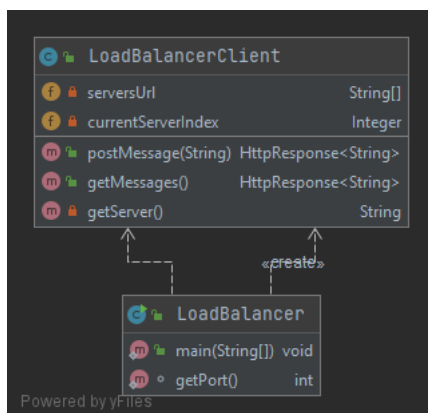 LoadBalancerClient
serversUrl String[]
currentServerIndex Integer
postMessage(String) HttpResponse<String>
getMessages() HttpResponse<String>
getServer() String
«create»
LoadBalancer
main(String[]) void
getPort() int
Powered by yFiles